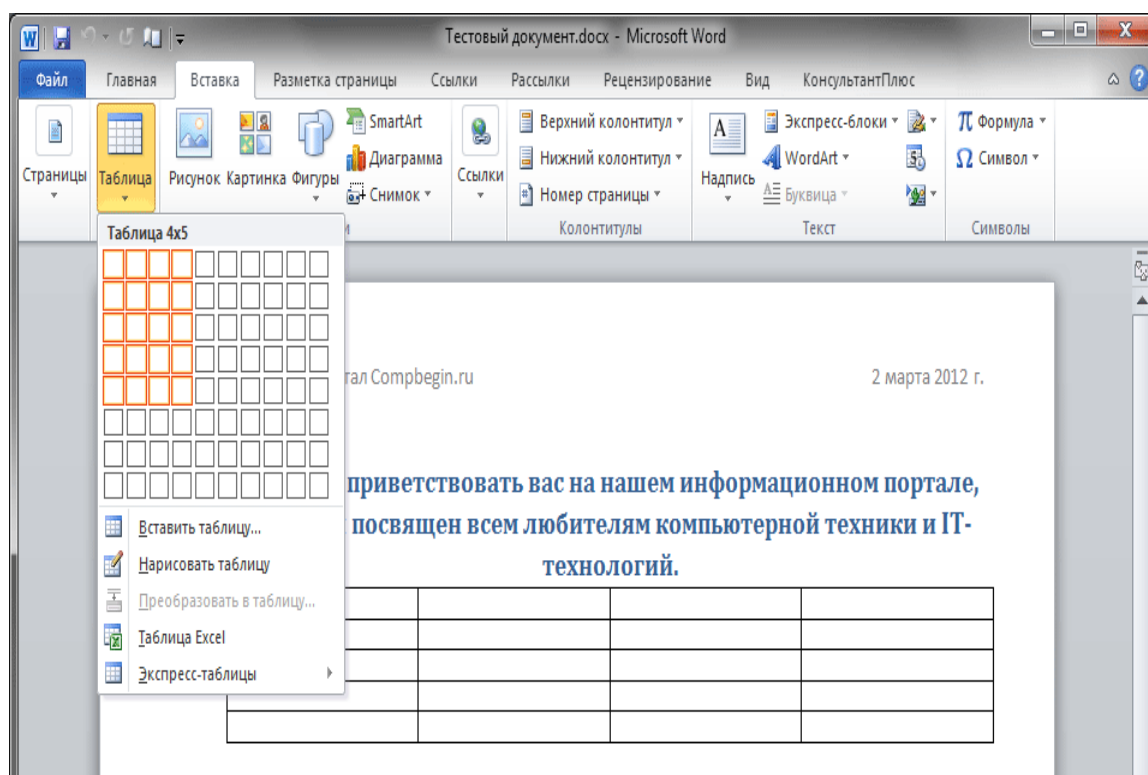 Тестовый документ.docx - Microsoft Word
Файл Главная Вставка Разметка страницы Ссылки Рассылки Рецензирование Вид КонсультантПлюс
Страницы Таблица Рисунок Картинка Фигуры SmartArt Диаграмма Снимок Ссылки Верхний колонтитул Нижний колонтитул Номер страницы Надпись Экспресс-блоки WordArt Буквица Формула Символ
Колонтитулы Текст Символы
Таблица 4x5
Compbegin.ru 2 марта 2012 г.
приветствовать вас на нашем информационном портале,
посвящен всем любителям компьютерной техники и IT-
технологий.
Вставить таблицу...
Нарисовать таблицу
Преобразовать в таблицу...
Таблица Excel
Экспресс-таблицы